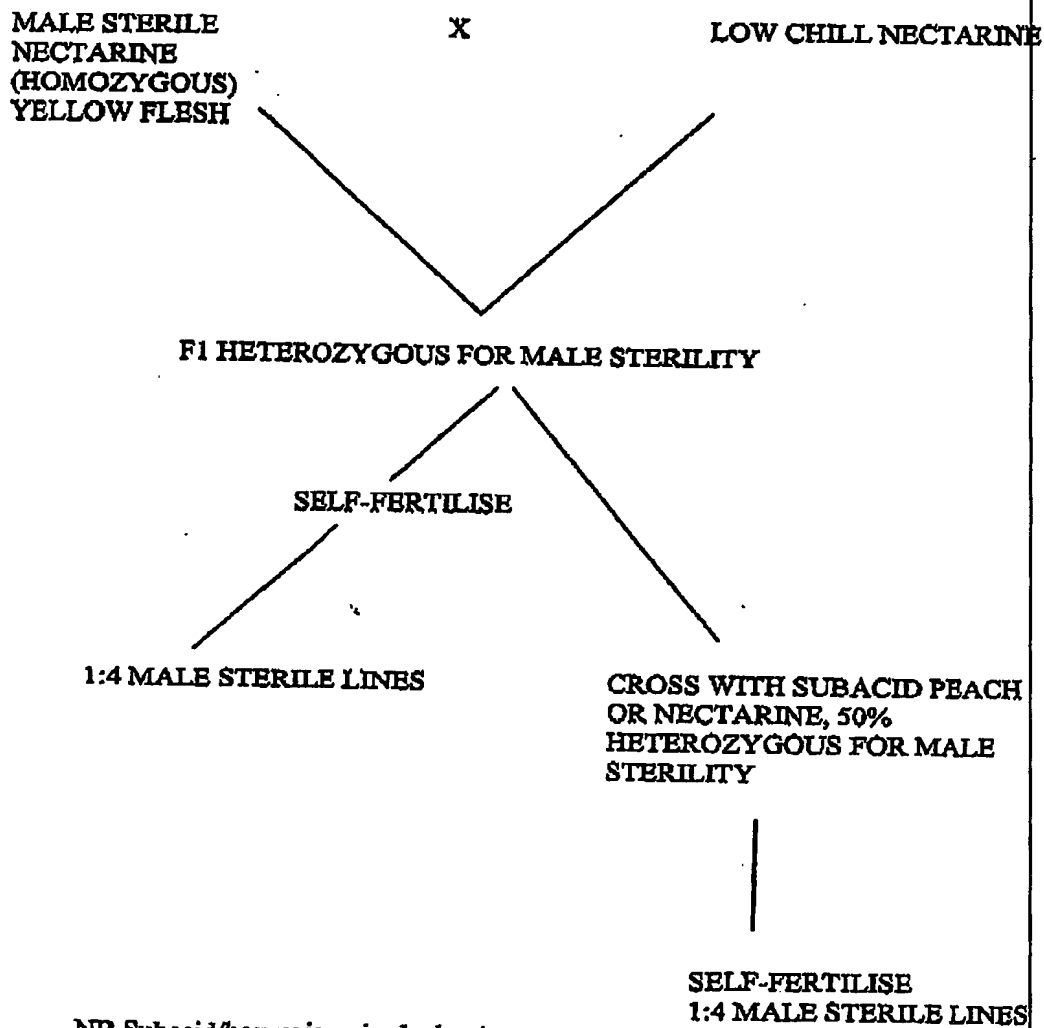 MALE STERILE
NECTARINE
(HOMOZYGOUS)
YELLOW FLESH
X
LOW CHILL NECTARINE
F1 HETEROZYGOUS FOR MALE STERILITY
SELF-FERTILISE
1:4 MALE STERILE LINES
CROSS WITH SUBACID PEACH
OR NECTARINE, 50%
HETEROZYGOUS FOR MALE
STERILITY
SELF-FERTILISE
1:4 MALE STERILE LINES